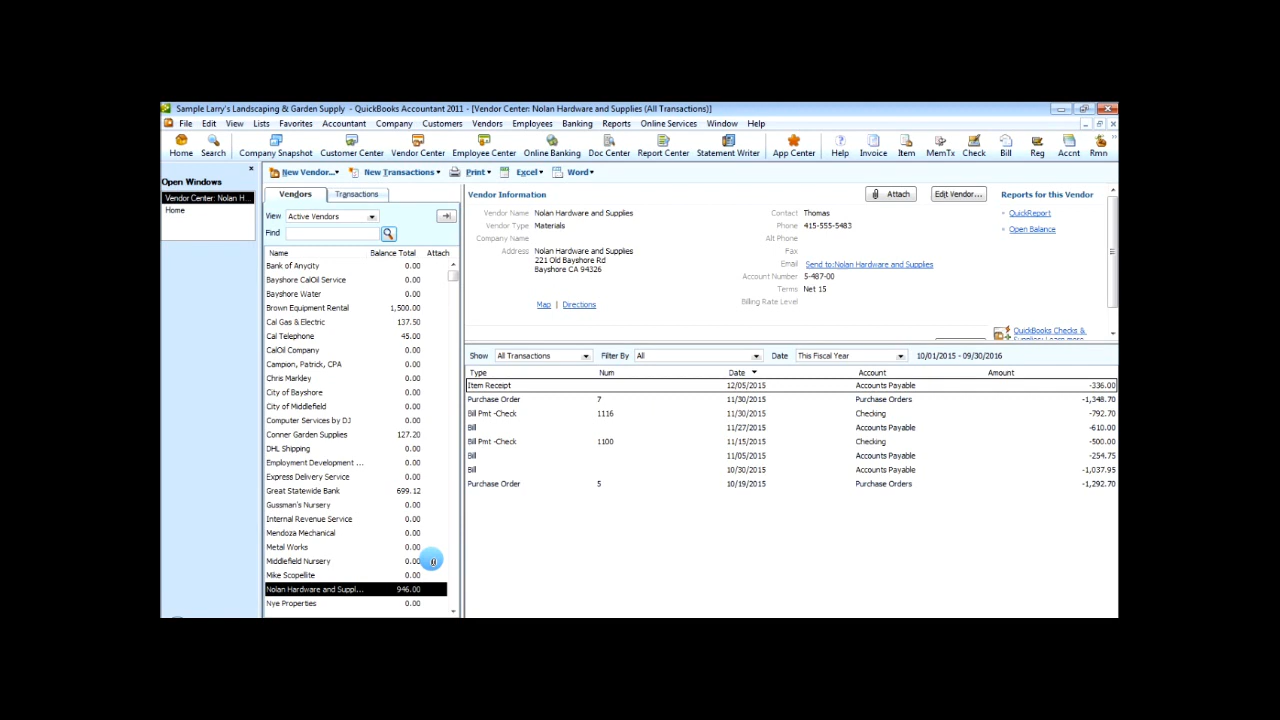 Sample Larry's Landscaping & Garden Supply - QuickBooks Accountant 2011 - [Vendor Center: Nolan Hardware and Supplies (All Transactions)]
File Edit View Lists Favorites Accountant Company Customers Vendors Employees Banking Reports Online Services Window Help
Home Search Company Snapshot Customer Center Vendor Center Employee Center Online Banking Doc Center Report Center Statement Writer App Center Help Invoice Item MemTx Check Bill Reg Accnt Rmn
Open Windows
Vendor Center: Nolan H...
Home
New Vendor... New Transactions Print Excel Word
Vendors Transactions
View Active Vendors
Find
Name Balance Total Attach
Bank of Anycity 0.00
Bayshore CalOil Service 0.00
Bayshore Water 0.00
Brown Equipment Rental 1,500.00
Cal Gas & Electric 137.50
Cal Telephone 45.00
CalOil Company 0.00
Campion, Patrick, CPA 0.00
Chris Markley 0.00
City of Bayshore 0.00
City of Middlefield 0.00
Computer Services by DJ 0.00
Conner Garden Supplies 127.20
DHL Shipping 0.00
Employment Development ... 0.00
Express Delivery Service 0.00
Great Statewide Bank 699.12
Gussman's Nursery 0.00
Internal Revenue Service 0.00
Mendoza Mechanical 0.00
Metal Works 0.00
Middlefield Nursery 0.00
Mike Scopellite 0.00
Nolan Hardware and Suppl... 946.00
Nye Properties 0.00
Vendor Information Attach Edit Vendor... Reports for this Vendor
Vendor Name Nolan Hardware and Supplies Contact Thomas QuickReport
Vendor Type Materials Phone 415-555-5483 Open Balance
Company Name Alt Phone
Address Nolan Hardware and Supplies Fax
221 Old Bayshore Rd Email Send to:Nolan Hardware and Supplies
Bayshore CA 94326 Account Number 5-487-00
Terms Net 15
Map | Directions Billing Rate Level
QuickBooks Checks &
Show All Transactions Filter By All Date This Fiscal Year 10/01/2015 - 09/30/2016
Type Num Date Account Amount
Item Receipt 12/05/2015 Accounts Payable -336.00
Purchase Order 7 11/30/2015 Purchase Orders -1,348.70
Bill Pmt -Check 1116 11/30/2015 Checking -792.70
Bill 11/27/2015 Accounts Payable -610.00
Bill Pmt -Check 1100 11/15/2015 Checking -500.00
Bill 11/05/2015 Accounts Payable -254.75
Bill 10/30/2015 Accounts Payable -1,037.95
Purchase Order 5 10/19/2015 Purchase Orders -1,292.70